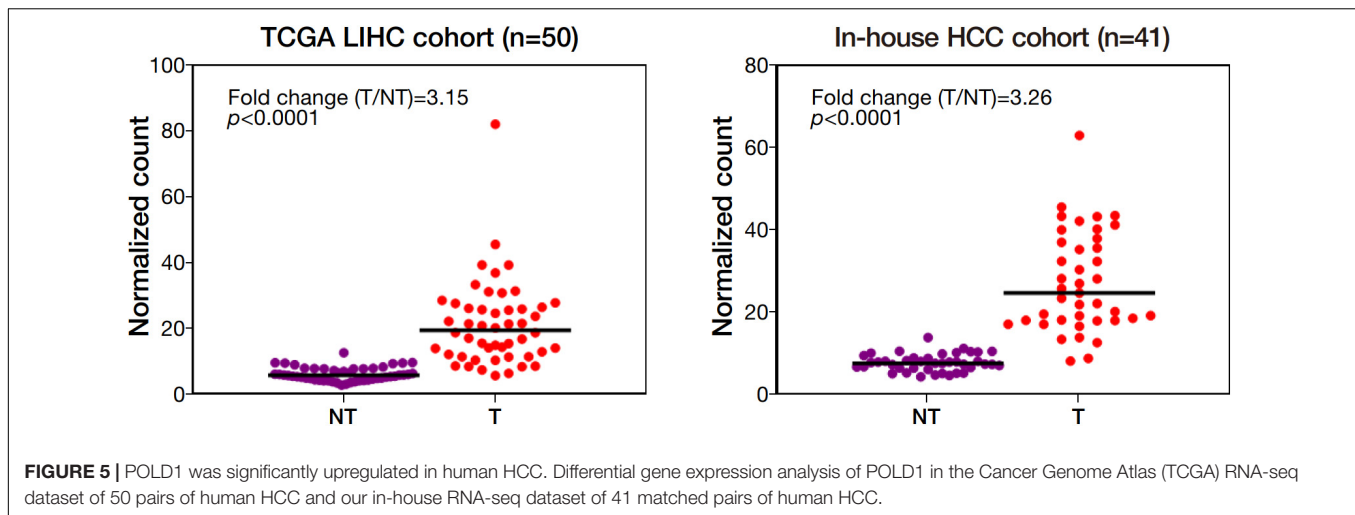 TCGA LIHC cohort (n=50)
Normalized count
100
80
60
40
20
0
Fold change (T/NT)=3.15
p<0.0001
NT
T
In-house HCC cohort (n=41)
Normalized count
80
60
40
20
0
Fold change (T/NT)=3.26
p<0.0001
NT
T
FIGURE 5 | POLD1 was significantly upregulated in human HCC. Differential gene expression analysis of POLD1 in the Cancer Genome Atlas (TCGA) RNA-seq
dataset of 50 pairs of human HCC and our in-house RNA-seq dataset of 41 matched pairs of human HCC.